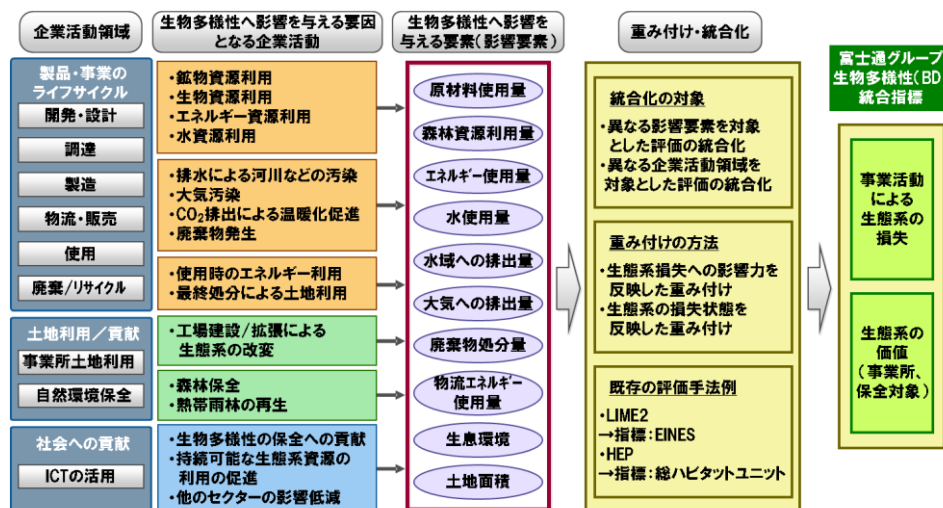 企業活動領域
製品・事業の
ライフサイクル
開発・設計
調達
製造
物流・販売
使用
廃棄/リサイクル
土地利用/貢献
事業所土地利用
自然環境保全
社会への貢献
ICTの活用
生物多様性へ影響を与える要因
となる企業活動
・鉱物資源利用
・生物資源利用
・エネルギー資源利用
・水資源利用
・排水による河川などの汚染
・大気汚染
・CO2排出による温暖化促進
・廃棄物発生
・使用時のエネルギー利用
・最終処分による土地利用
・工場建設/拡張による
生態系の改変
・森林保全
・熱帯雨林の再生
・生物多様性の保全への貢献
・持続可能な生態系資源の
利用の促進
・他のセクターの影響低減
生物多様性へ影響を
与える要素(影響要素)
原材料使用量
森林資源利用量
エネルギー使用量
水使用量
水域への排出量
大気への排出量
廃棄物処分量
物流エネルギー
使用量
生息環境
土地面積
重み付け・統合化
統合化の対象
・異なる影響要素を対象
とした評価の統合化
・異なる企業活動領域を
対象とした評価の統合化
重み付けの方法
・生態系損失への影響力を
反映した重み付け
・生態系の損失状態を
反映した重み付け
既存の評価手法例
・LIME2
→指標:EINES
・HEP
→指標:総ハビタットユニット
富士通グループ
生物多様性(BD)
統合指標
事業活動
による
生態系の
損失
生態系の
価値
(事業所、
保全対象)